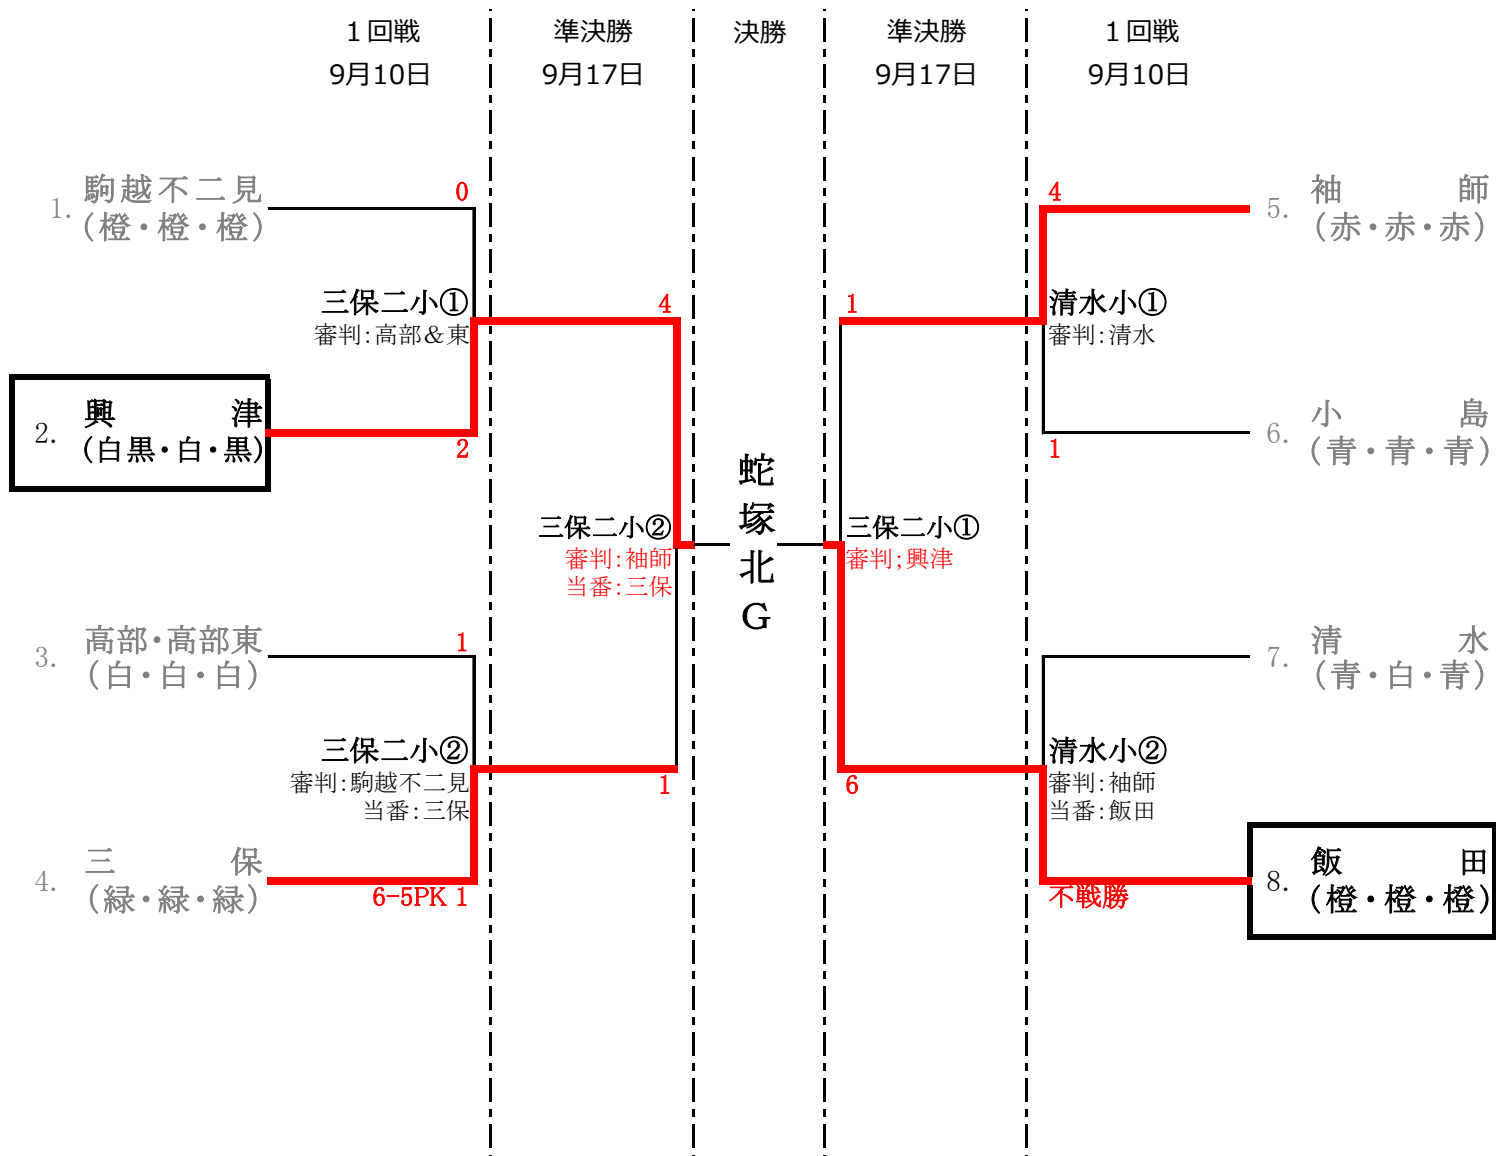 １回戦 準決勝 決勝 準決勝 １回戦
9月10日 9月17日 9月17日 9月10日
1. 駒越不二見
(橙・橙・橙)
0
三保二小①
審判:高部＆東
2. 興津
(白黒・白・黒)
2
3. 高部・高部東
(白・白・白)
1
三保二小②
審判:駒越不二見
当番:三保
4. 三保
(緑・緑・緑)
6-5PK 1
4
三保二小②
審判:袖師
当番:三保
1
蛇
塚
北
G
1
三保二小①
審判;興津
6
4
5. 袖師
(赤・赤・赤)
清水小①
審判:清水
1
6. 小島
(青・青・青)
7. 清水
(青・白・青)
清水小②
審判:袖師
当番:飯田
不戦勝
8. 飯田
(橙・橙・橙)